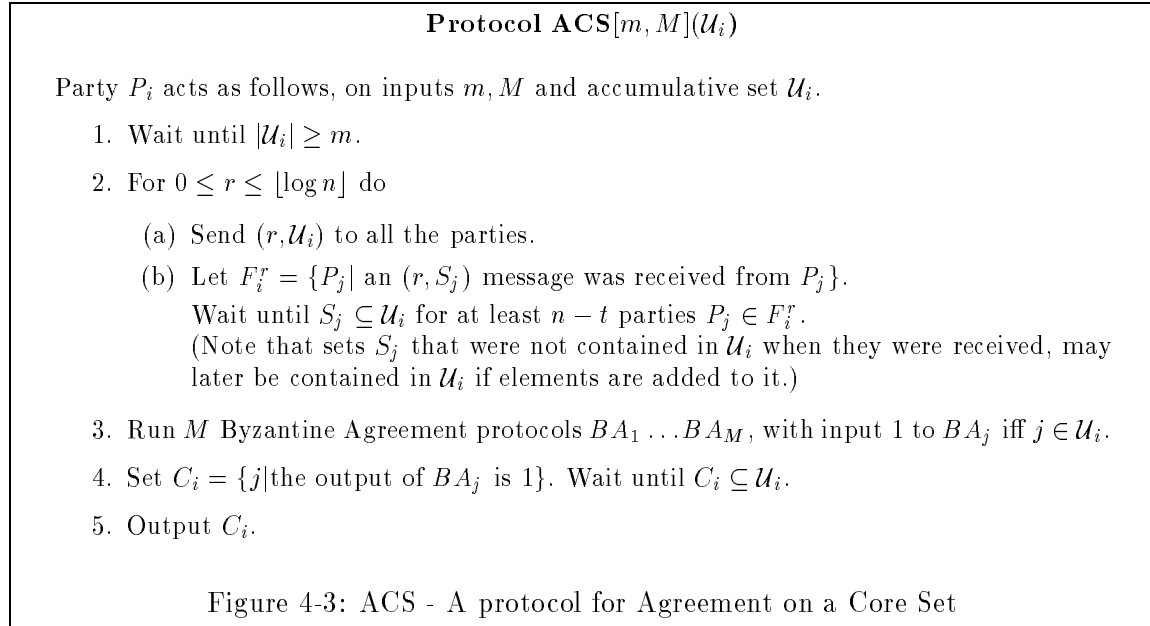 Protocol ACS[m, M](𝒰ᵢ)
Party Pᵢ acts as follows, on inputs m, M and accumulative set 𝒰ᵢ.
1. Wait until |𝒰ᵢ| ≥ m.
2. For 0 ≤ r ≤ ⌊log n⌋ do
(a) Send (r, 𝒰ᵢ) to all the parties.
(b) Let Fᵢʳ = {Pⱼ| an (r, Sⱼ) message was received from Pⱼ}.
Wait until Sⱼ ⊆ 𝒰ᵢ for at least n − t parties Pⱼ ∈ Fᵢʳ.
(Note that sets Sⱼ that were not contained in 𝒰ᵢ when they were received, may
later be contained in 𝒰ᵢ if elements are added to it.)
3. Run M Byzantine Agreement protocols BA₁ … BA_M, with input 1 to BAⱼ iff j ∈ 𝒰ᵢ.
4. Set Cᵢ = {j|the output of BAⱼ is 1}. Wait until Cᵢ ⊆ 𝒰ᵢ.
5. Output Cᵢ.
Figure 4-3: ACS - A protocol for Agreement on a Core Set